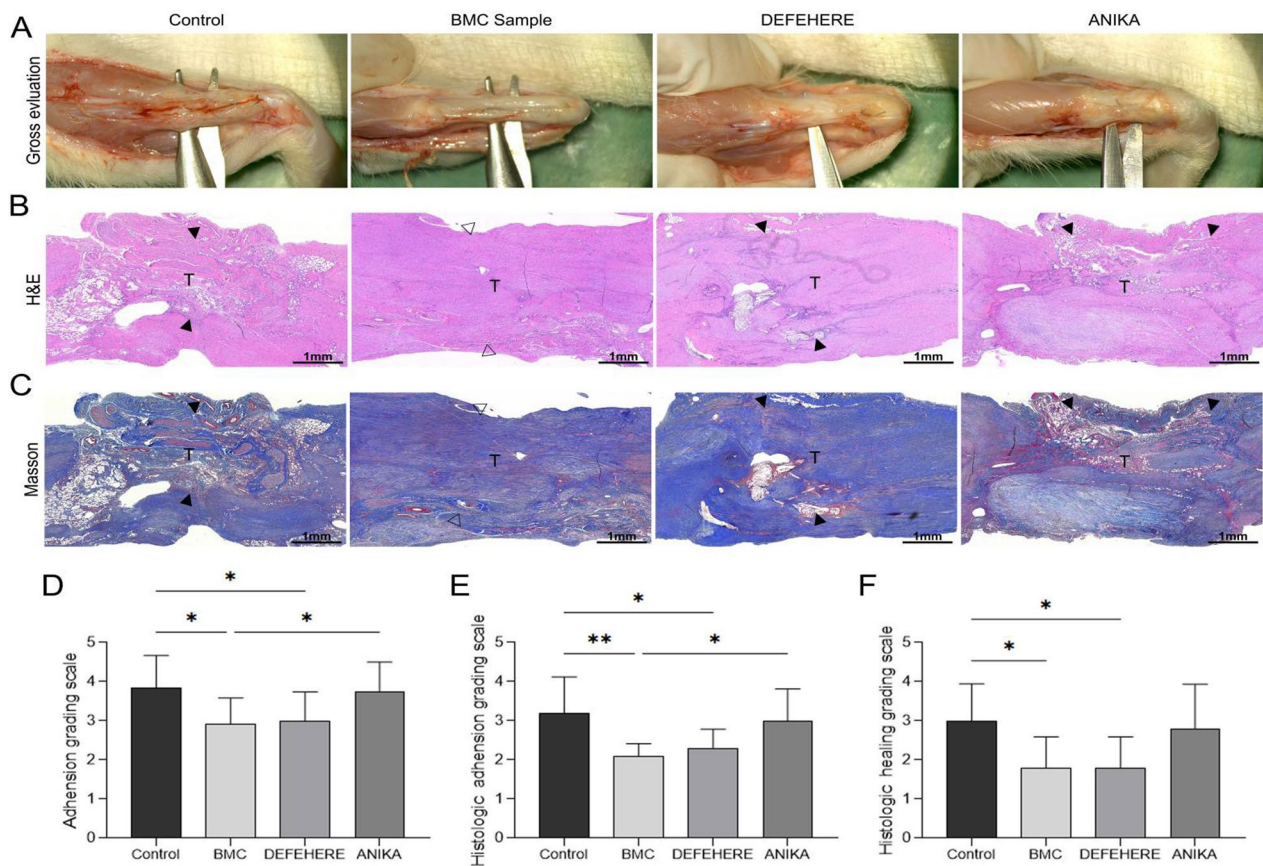 Control BMC Sample DEFEHERE ANIKA
A
Gross evluation
B
H&E
T T T T
1mm 1mm 1mm 1mm
C
Masson
T T T T
1mm 1mm 1mm 1mm
D E F
* * *
* * ** * *
5 5 5
4 4 4
3 3 3
2 2 2
1 1 1
0 0 0
Adhension grading scale
Histologic adhension grading scale
Histologic healing grading scale
Control BMC DEFEHERE ANIKA Control BMC DEFEHERE ANIKA Control BMC DEFEHERE ANIKA